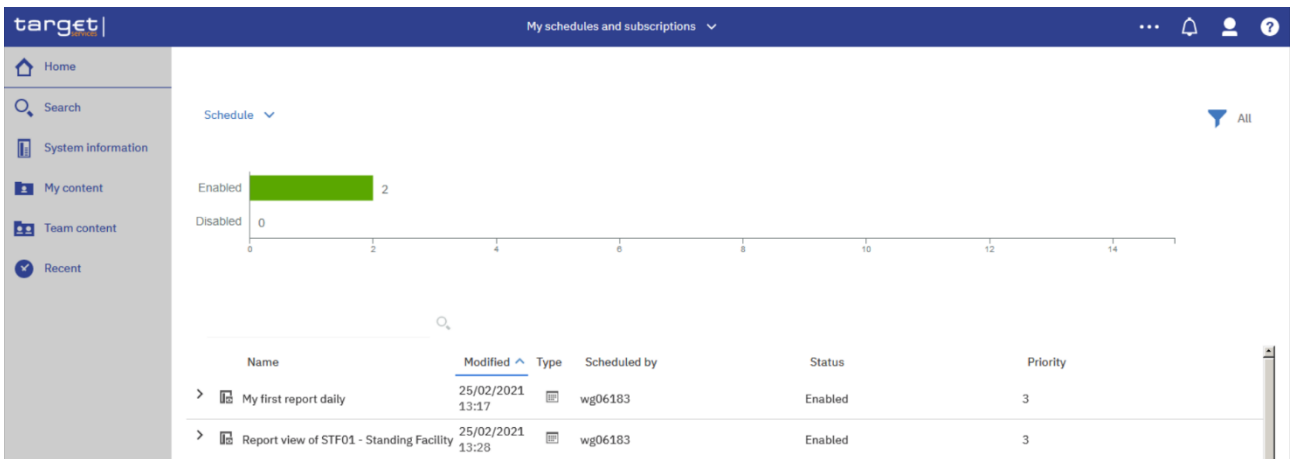 target|
services
My schedules and subscriptions
Home
Search
System information
My content
Team content
Recent
Schedule
All
Enabled 2
Disabled 0
0 2 4 6 8 10 12 14
Name Modified Type Scheduled by Status Priority
My first report daily 25/02/2021 13:17 wg06183 Enabled 3
Report view of STF01 - Standing Facility 25/02/2021 13:28 wg06183 Enabled 3